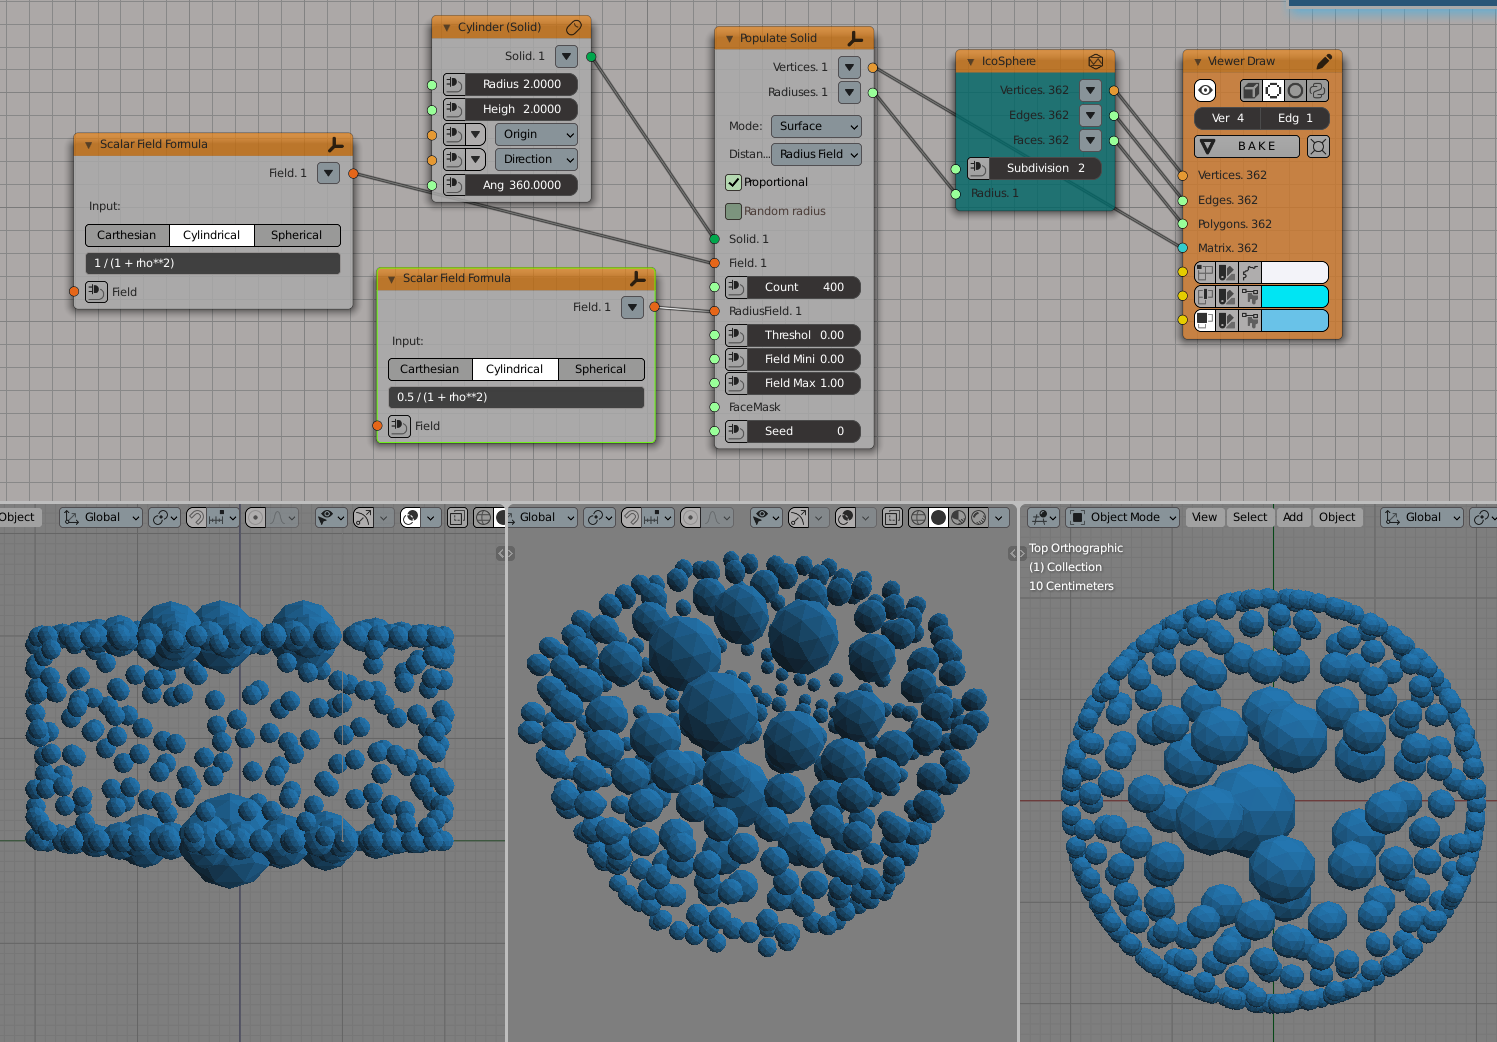 Scalar Field Formula
Field. 1
Input:
Carthesian Cylindrical Spherical
1 / (1 + rho**2)
Field
Cylinder (Solid)
Solid. 1
Radius 2.0000
Heigh 2.0000
Origin
Direction
Ang 360.0000
Scalar Field Formula
Field. 1
Input:
Carthesian Cylindrical Spherical
0.5 / (1 + rho**2)
Field
Populate Solid
Vertices. 1
Radiuses. 1
Mode: Surface
Distan... Radius Field
Proportional
Random radius
Solid. 1
Field. 1
Count 400
RadiusField. 1
Threshol 0.00
Field Mini 0.00
Field Max 1.00
FaceMask
Seed 0
IcoSphere
Vertices. 362
Edges. 362
Faces. 362
Subdivision 2
Radius. 1
Viewer Draw
Ver 4 Edg 1
BAKE
Vertices. 362
Edges. 362
Polygons. 362
Matrix. 362
Object Global
Global
Object Mode View Select Add Object Global
Top Orthographic
(1) Collection
10 Centimeters